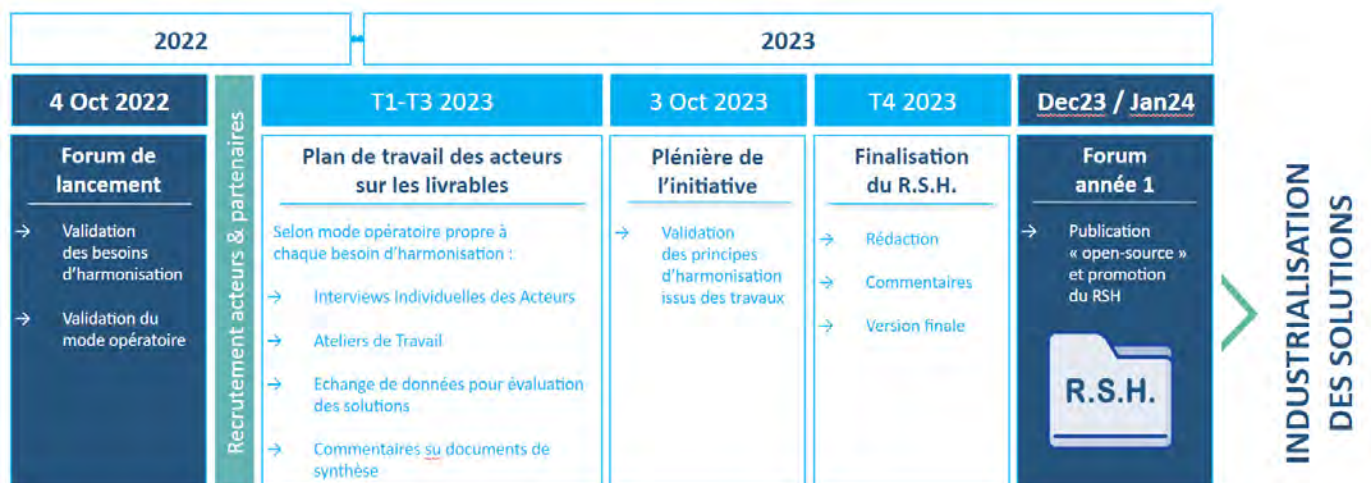 2022
2023
4 Oct 2022
Forum de
lancement
→ Validation
des besoins
d'harmonisation
→ Validation du
mode opératoire
Recrutement acteurs & partenaires
T1-T3 2023
Plan de travail des acteurs
sur les livrables
Selon mode opératoire propre à
chaque besoin d'harmonisation :
→ Interviews Individuelles des Acteurs
→ Ateliers de Travail
→ Echange de données pour évaluation
des solutions
→ Commentaires su documents de
synthèse
3 Oct 2023
Plénière de
l'initiative
→ Validation
des principes
d'harmonisation
issus des travaux
T4 2023
Finalisation
du R.S.H.
→ Rédaction
→ Commentaires
→ Version finale
Dec23 / Jan24
Forum
année 1
→ Publication
« open-source »
et promotion
du RSH
R.S.H.
INDUSTRIALISATION
DES SOLUTIONS